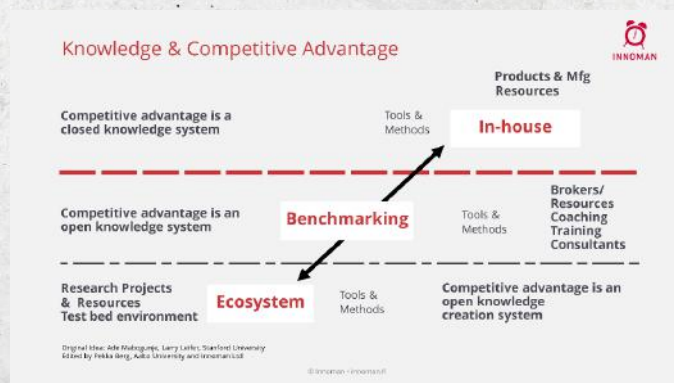 Knowledge & Competitive Advantage
INNOMAN
Products & Mfg
Resources
Competitive advantage is a
closed knowledge system
Tools &
Methods
In-house
Competitive advantage is an
open knowledge system
Benchmarking
Tools &
Methods
Brokers/
Resources
Coaching
Training
Consultants
Research Projects
& Resources
Test bed environment
Ecosystem
Tools &
Methods
Competitive advantage is an
open knowledge
creation system
Original Idea: Ade Mabogunje, Larry Leifer, Stanford University
Edited by Pekka Berg, Aalto University and Innoman Ltd
© Innoman - innoman.fi